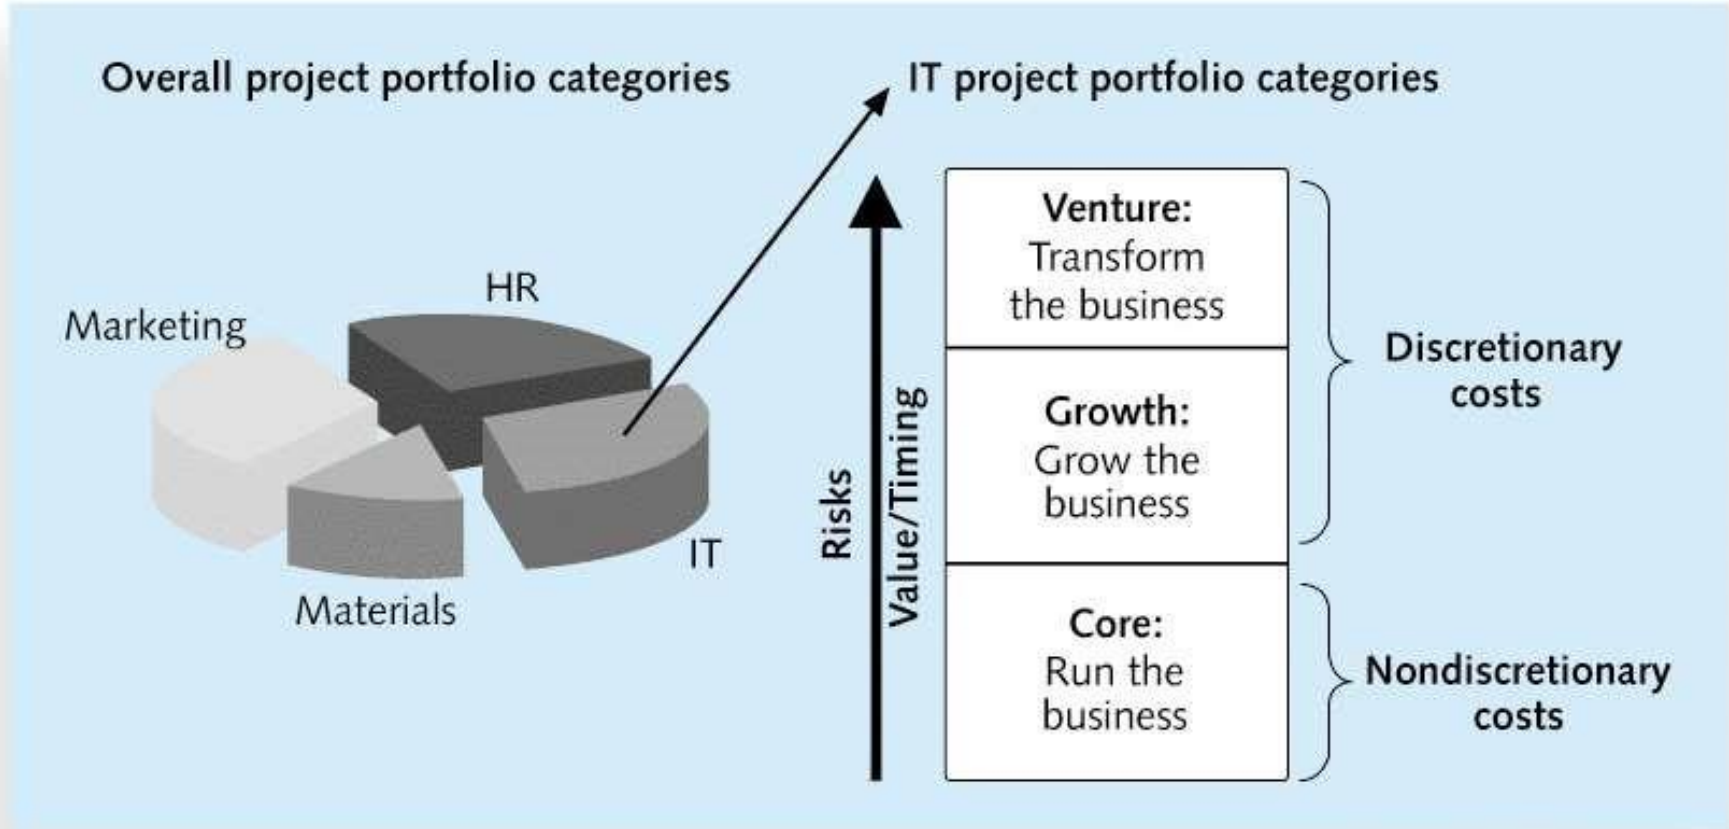 Overall project portfolio categories
IT project portfolio categories
Marketing
HR
IT
Materials
Risks
Value/Timing
Venture:
Transform
the business
Growth:
Grow the
business
Core:
Run the
business
Discretionary
costs
Nondiscretionary
costs